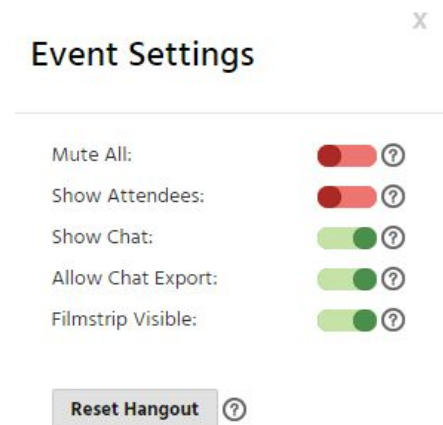 X
Event Settings
Mute All:
?
Show Attendees:
?
Show Chat:
?
Allow Chat Export:
?
Filmstrip Visible:
?
Reset Hangout ?